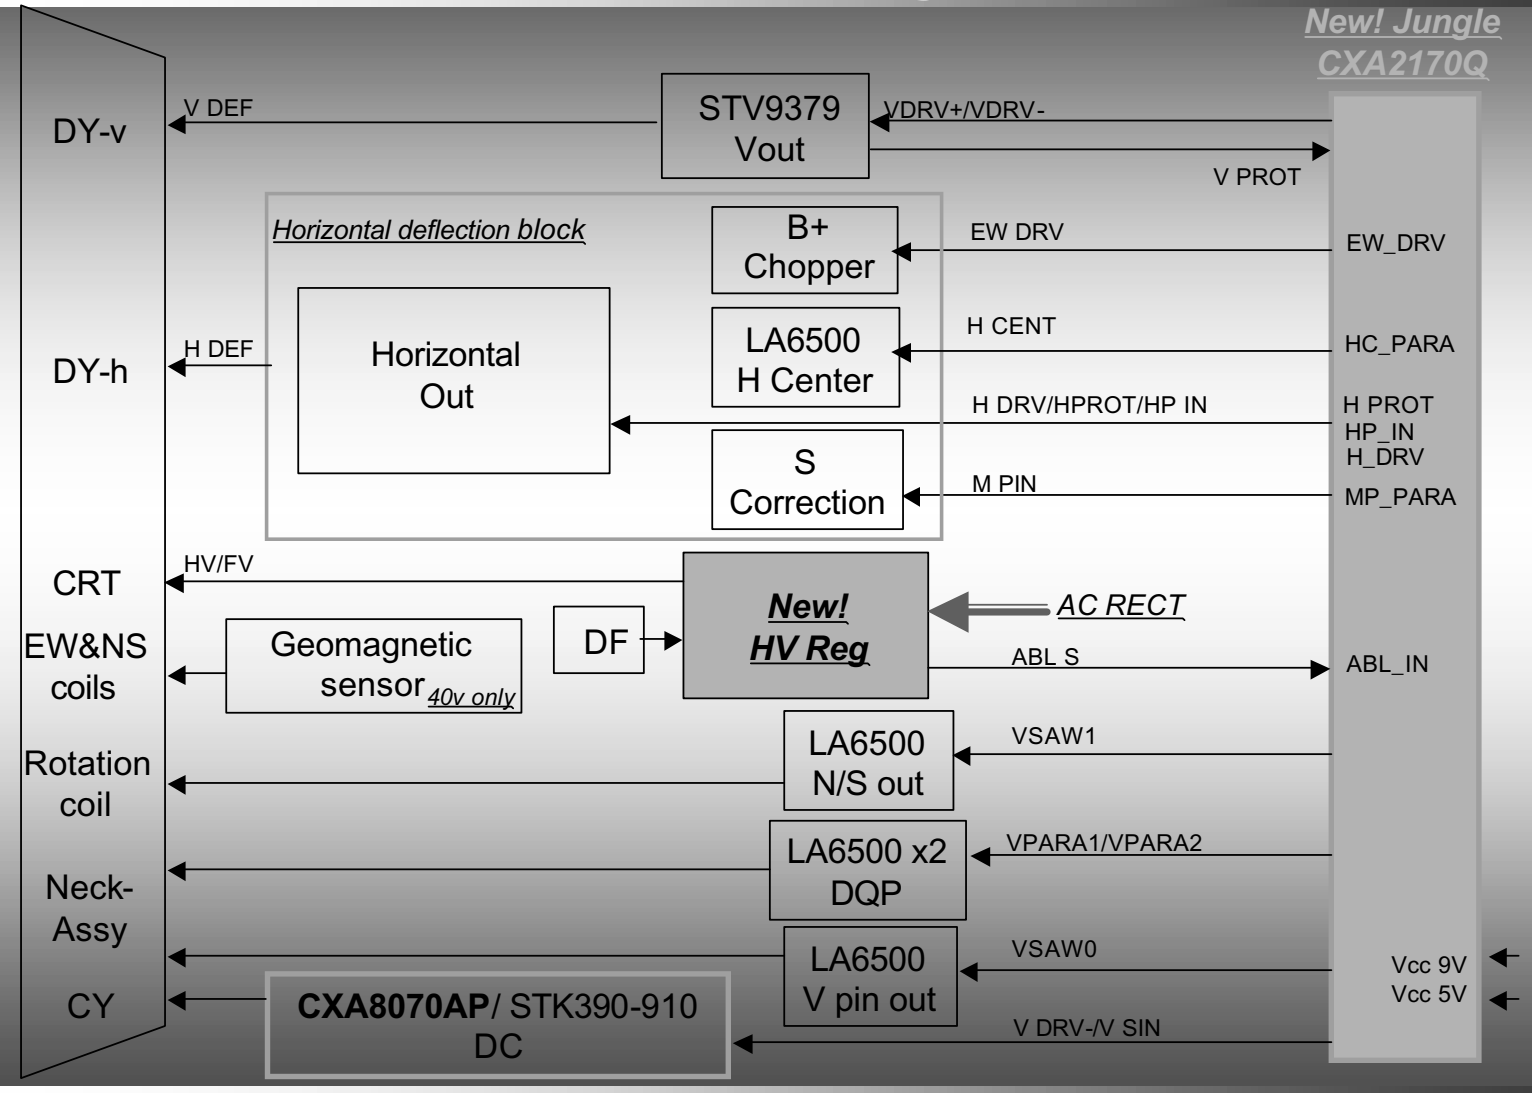 New! Jungle
CXA2170Q
DY-v
V DEF
STV9379
Vout
VDRV+/VDRV-
V PROT
Horizontal deflection block
B+
Chopper
EW DRV
EW_DRV
DY-h
H DEF
Horizontal
Out
LA6500
H Center
H CENT
HC_PARA
H DRV/HPROT/HP IN
H PROT
HP_IN
H_DRV
S
Correction
M PIN
MP_PARA
CRT
HV/FV
New!
HV Reg
AC RECT
DF
ABL S
ABL_IN
EW&NS
coils
Geomagnetic
sensor 40v only
Rotation
coil
LA6500
N/S out
VSAW1
LA6500 x2
DQP
VPARA1/VPARA2
Neck-
Assy
LA6500
V pin out
VSAW0
Vcc 9V
Vcc 5V
CY
CXA8070AP/ STK390-910
DC
V DRV-/V SIN